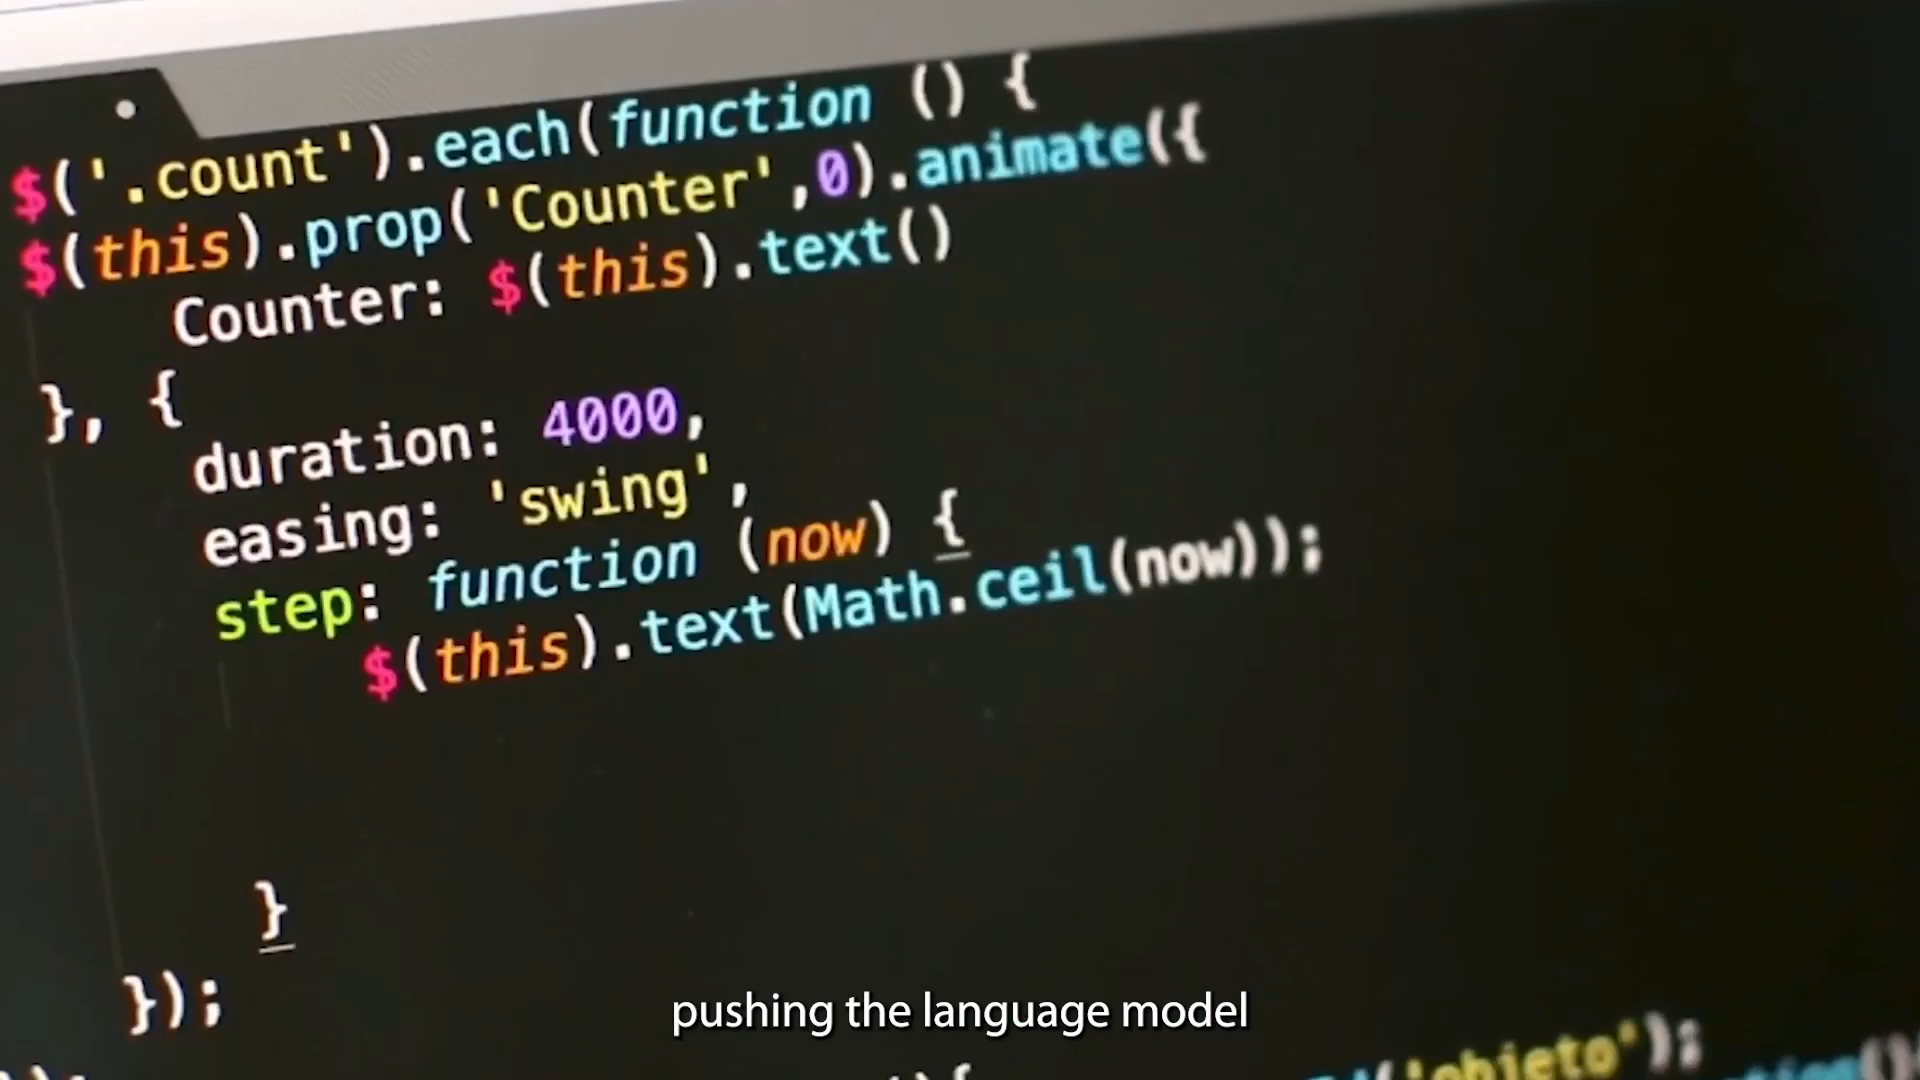 $('.count').each(function () {
$(this).prop('Counter',0).animate({
Counter: $(this).text()
}, {
duration: 4000,
easing: 'swing',
step: function (now) {
$(this).text(Math.ceil(now));
}
});
pushing the language model